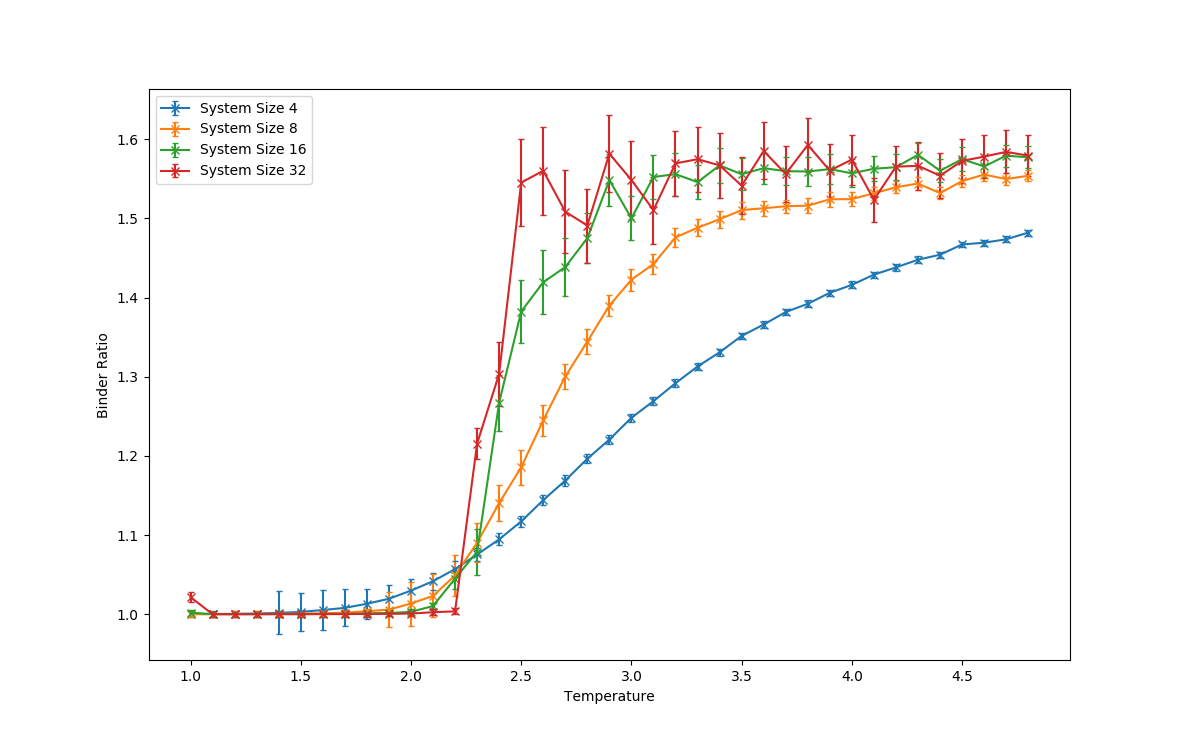 System Size 4
System Size 8
System Size 16
System Size 32
1.6
1.5
1.4
1.3
1.2
1.1
1.0
Binder Ratio
1.0 1.5 2.0 2.5 3.0 3.5 4.0 4.5
Temperature